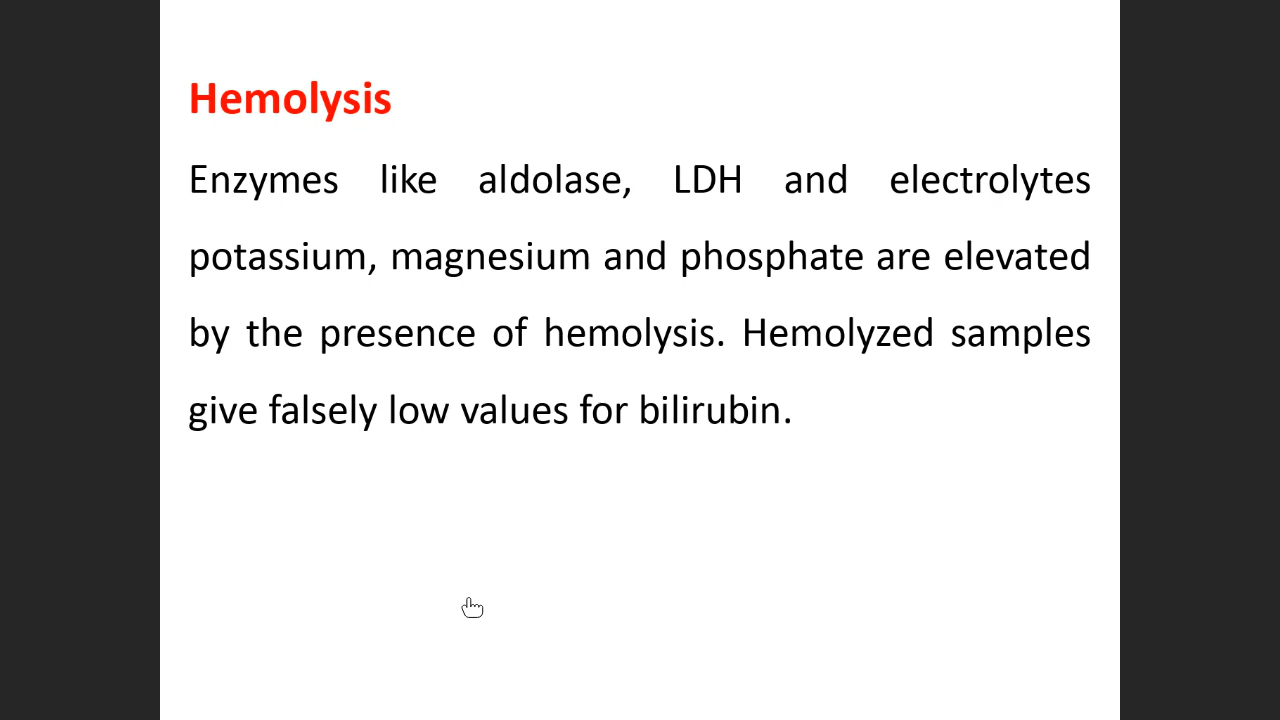 Hemolysis
Enzymes like aldolase, LDH and electrolytes
potassium, magnesium and phosphate are elevated
by the presence of hemolysis. Hemolyzed samples
give falsely low values for bilirubin.